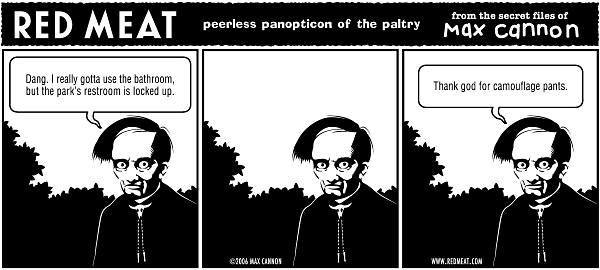 RED MEAT
peerless panopticon of the paltry
from the secret files of
Max cannon
Dang. I really gotta use the bathroom,
but the park's restroom is locked up.
©2006 MAX CANNON
Thank god for camouflage pants.
WWW.REDMEAT.COM